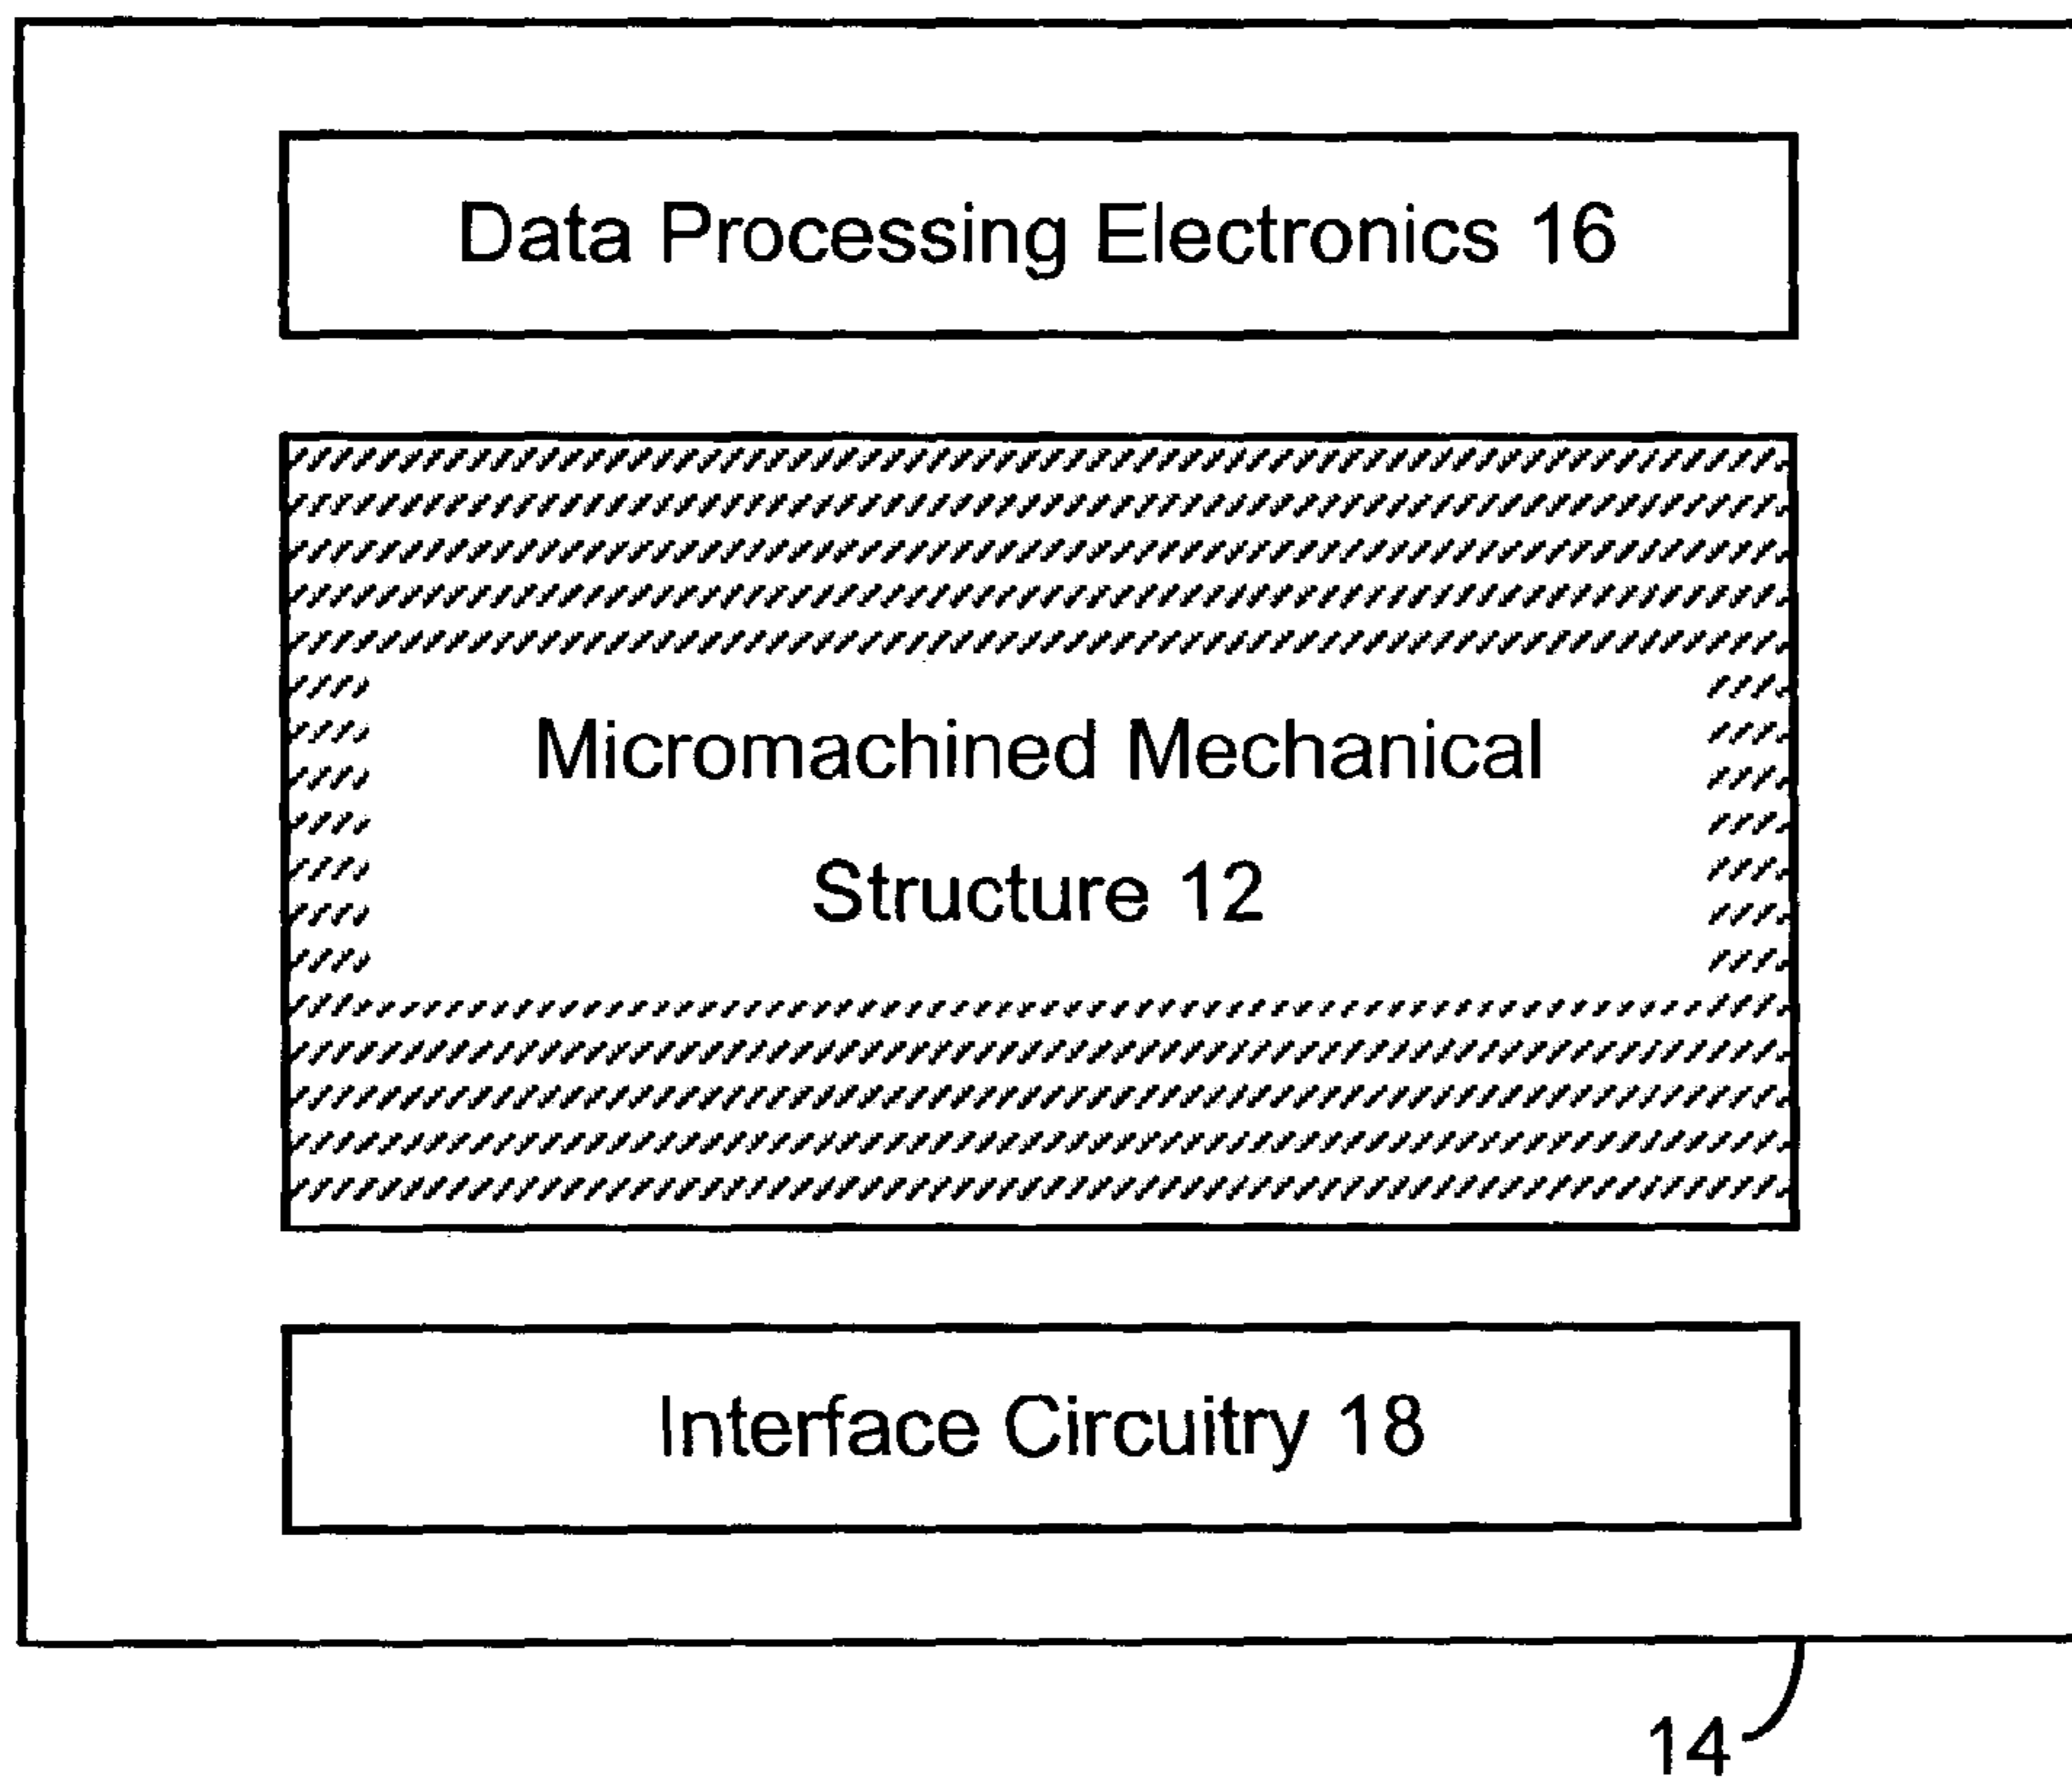 Data Processing Electronics 16
Micromachined Mechanical
Structure 12
Interface Circuitry 18
14